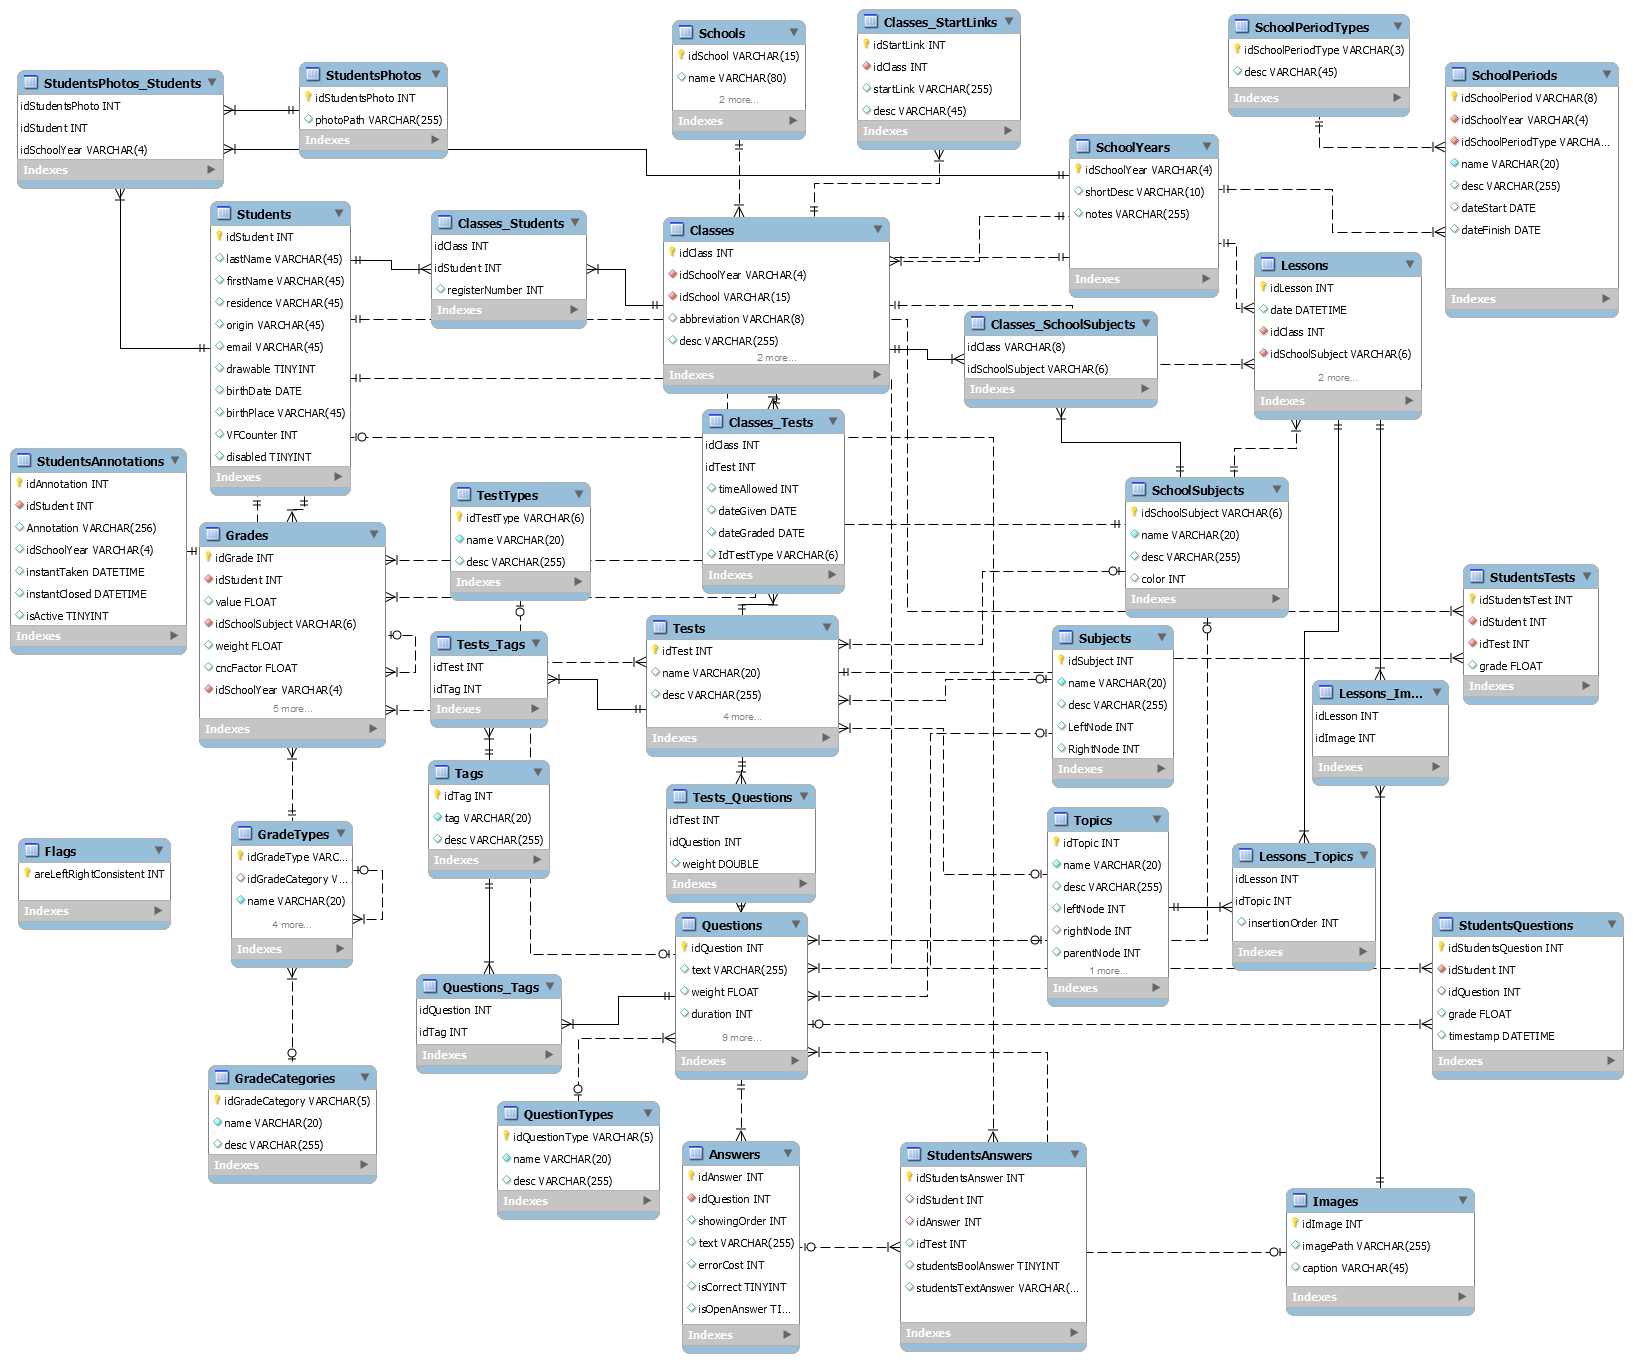 Schools
idSchool VARCHAR(15)
name VARCHAR(80)
2 more...
Indexes
Classes_StartLinks
idStartLink INT
idClass INT
startLink VARCHAR(255)
desc VARCHAR(45)
Indexes
SchoolPeriodTypes
idSchoolPeriodType VARCHAR(3)
desc VARCHAR(45)
Indexes
SchoolPeriods
idSchoolPeriod VARCHAR(8)
idSchoolYear VARCHAR(4)
idSchoolPeriodType VARCHA...
name VARCHAR(20)
desc VARCHAR(255)
dateStart DATE
dateFinish DATE
Indexes
StudentsPhotos_Students
idStudentsPhoto INT
idStudent INT
idSchoolYear VARCHAR(4)
Indexes
StudentsPhotos
idStudentsPhoto INT
photoPath VARCHAR(255)
Indexes
SchoolYears
idSchoolYear VARCHAR(4)
shortDesc VARCHAR(10)
notes VARCHAR(255)
Indexes
Students
idStudent INT
lastName VARCHAR(45)
firstName VARCHAR(45)
residence VARCHAR(45)
origin VARCHAR(45)
email VARCHAR(45)
drawable TINYINT
birthDate DATE
birthPlace VARCHAR(45)
VFCounter INT
disabled TINYINT
Indexes
Classes_Students
idClass INT
idStudent INT
registerNumber INT
Indexes
Classes
idClass INT
idSchoolYear VARCHAR(4)
idSchool VARCHAR(15)
abbreviation VARCHAR(8)
desc VARCHAR(255)
2 more...
Indexes
Lessons
idLesson INT
date DATETIME
idClass INT
idSchoolSubject VARCHAR(6)
2 more...
Indexes
Classes_SchoolSubjects
idClass VARCHAR(8)
idSchoolSubject VARCHAR(6)
Indexes
Classes_Tests
idClass INT
idTest INT
timeAllowed INT
dateGiven DATE
dateGraded DATE
IdTestType VARCHAR(6)
Indexes
StudentsAnnotations
idAnnotation INT
idStudent INT
Annotation VARCHAR(256)
idSchoolYear VARCHAR(4)
instantTaken DATETIME
instantClosed DATETIME
isActive TINYINT
Indexes
TestTypes
idTestType VARCHAR(6)
name VARCHAR(20)
desc VARCHAR(255)
Indexes
SchoolSubjects
idSchoolSubject VARCHAR(6)
name VARCHAR(20)
desc VARCHAR(255)
color INT
Indexes
Grades
idGrade INT
idStudent INT
value FLOAT
idSchoolSubject VARCHAR(6)
weight FLOAT
cncFactor FLOAT
idSchoolYear VARCHAR(4)
5 more...
Indexes
StudentsTests
idStudentsTest INT
idStudent INT
idTest INT
grade FLOAT
Indexes
Tests_Tags
idTest INT
idTag INT
Indexes
Tests
idTest INT
name VARCHAR(20)
desc VARCHAR(255)
4 more...
Indexes
Subjects
idSubject INT
name VARCHAR(20)
desc VARCHAR(255)
LeftNode INT
RightNode INT
Indexes
Lessons_Im...
idLesson INT
idImage INT
Indexes
Tags
idTag INT
tag VARCHAR(20)
desc VARCHAR(255)
Indexes
Tests_Questions
idTest INT
idQuestion INT
weight DOUBLE
Indexes
Topics
idTopic INT
name VARCHAR(20)
desc VARCHAR(255)
leftNode INT
rightNode INT
parentNode INT
1 more...
Indexes
Lessons_Topics
idLesson INT
idTopic INT
insertionOrder INT
Indexes
Flags
areLeftRightConsistent INT
Indexes
GradeTypes
idGradeType VARC...
idGradeCategory V...
name VARCHAR(20)
4 more...
Indexes
Questions
idQuestion INT
text VARCHAR(255)
weight FLOAT
duration INT
9 more...
Indexes
StudentsQuestions
idStudentsQuestion INT
idStudent INT
idQuestion INT
grade FLOAT
timestamp DATETIME
Indexes
Questions_Tags
idQuestion INT
idTag INT
Indexes
GradeCategories
idGradeCategory VARCHAR(5)
name VARCHAR(20)
desc VARCHAR(255)
Indexes
QuestionTypes
idQuestionType VARCHAR(5)
name VARCHAR(20)
desc VARCHAR(255)
Indexes
Answers
idAnswer INT
idQuestion INT
showingOrder INT
text VARCHAR(255)
errorCost INT
isCorrect TINYINT
isOpenAnswer TI...
Indexes
StudentsAnswers
idStudentsAnswer INT
idStudent INT
idAnswer INT
idTest INT
studentsBoolAnswer TINYINT
studentsTextAnswer VARCHAR(...
Indexes
Images
idImage INT
imagePath VARCHAR(255)
caption VARCHAR(45)
Indexes